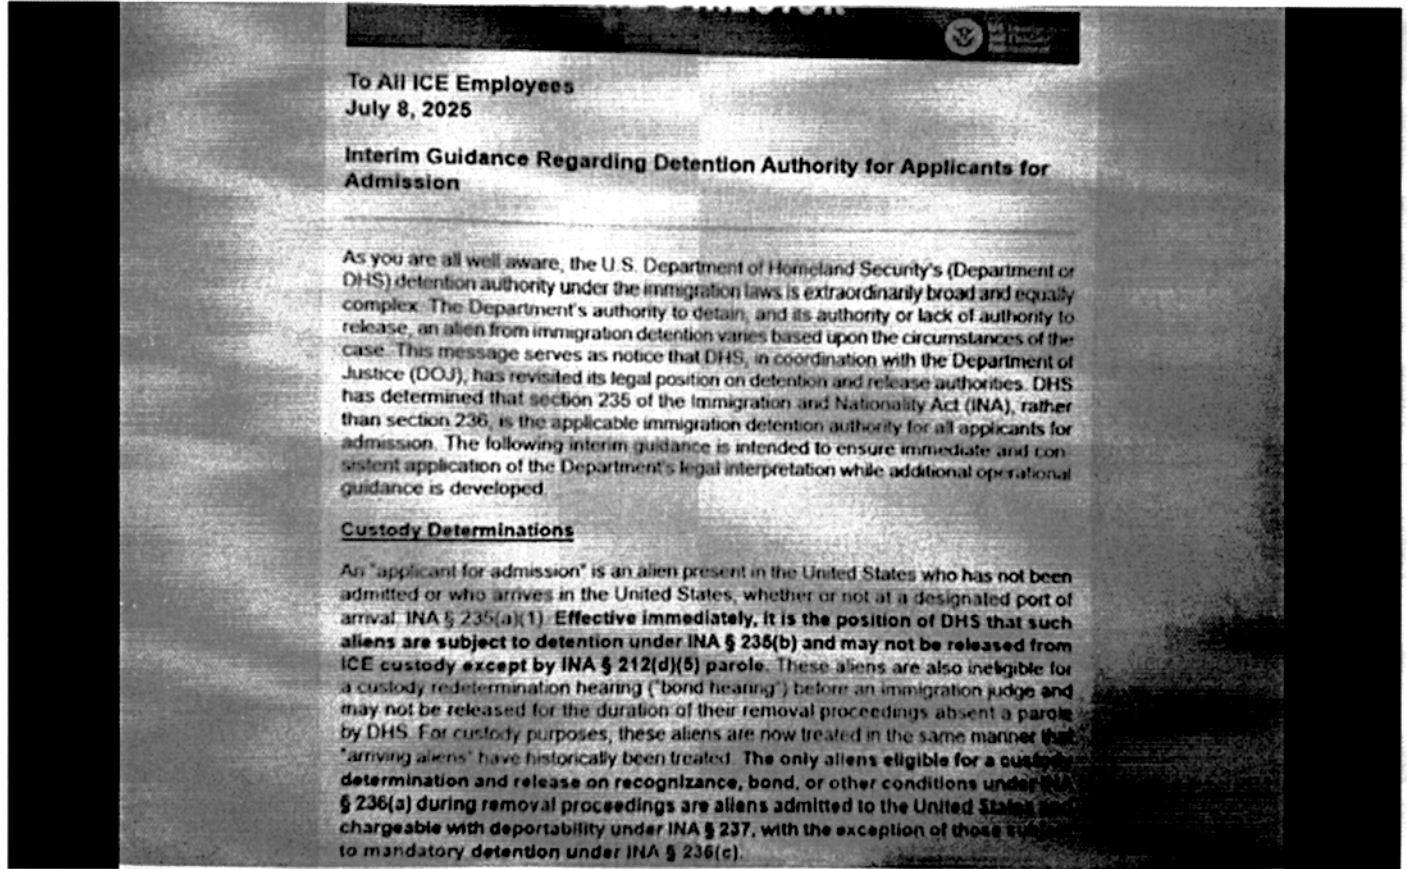 To All ICE Employees
July 8, 2025
Interim Guidance Regarding Detention Authority for Applicants for
Admission
As you are all well aware, the U.S. Department of Homeland Security's (Department or
DHS) detention authority under the immigration laws is extraordinarily broad and equally
complex. The Department's authority to detain, and its authority or lack of authority to
release, an alien from immigration detention varies based upon the circumstances of the
case. This message serves as notice that DHS, in coordination with the Department of
Justice (DOJ), has revisited its legal position on detention and release authorities. DHS
has determined that section 235 of the Immigration and Nationality Act (INA), rather
than section 236, is the applicable immigration detention authority for all applicants for
admission. The following interim guidance is intended to ensure immediate and con
sistent application of the Department's legal interpretation while additional operational
guidance is developed.
Custody Determinations
An "applicant for admission" is an alien present in the United States who has not been
admitted or who arrives in the United States, whether or not at a designated port of
arrival. INA § 235(a)(1). Effective immediately, it is the position of DHS that such
aliens are subject to detention under INA § 235(b) and may not be released from
ICE custody except by INA § 212(d)(5) parole. These aliens are also ineligible for
a custody redetermination hearing ("bond hearing") before an immigration judge and
may not be released for the duration of their removal proceedings absent a parole
by DHS. For custody purposes, these aliens are now treated in the same manner that
"arriving aliens" have historically been treated. The only aliens eligible for a custody
determination and release on recognizance, bond, or other conditions under INA
§ 236(a) during removal proceedings are aliens admitted to the United States and
chargeable with deportability under INA § 237, with the exception of those
to mandatory detention under INA § 236(c).